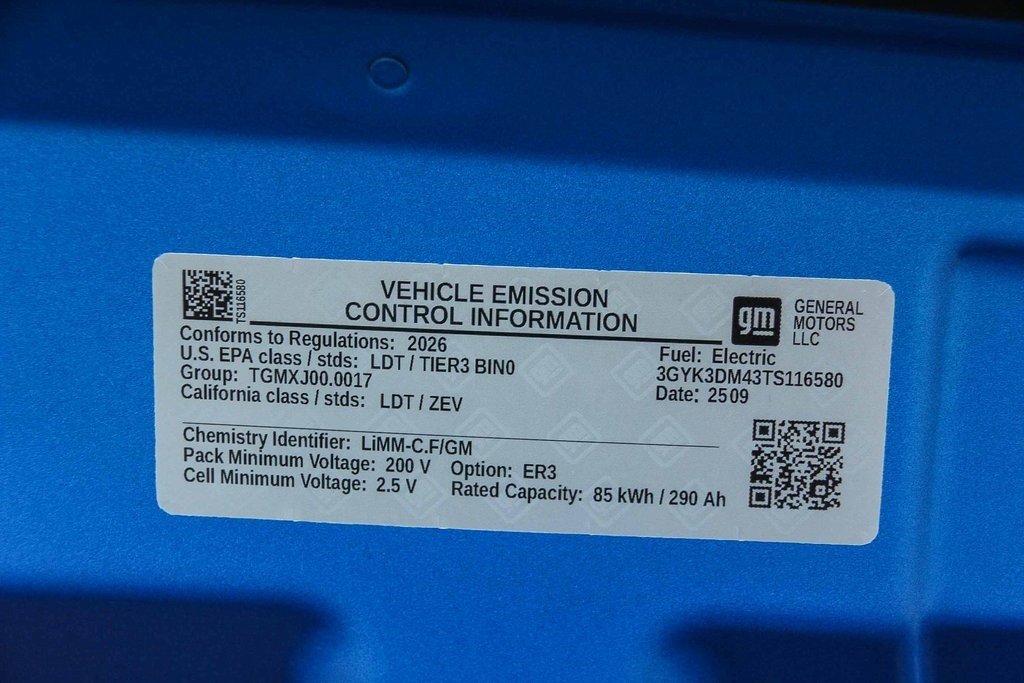 TS116580
VEHICLE EMISSION
CONTROL INFORMATION
gm
GENERAL
MOTORS
LLC
Conforms to Regulations: 2026
U.S. EPA class / stds: LDT / TIER3 BIN0
Group: TGMXJ00.0017
California class / stds: LDT / ZEV
Fuel: Electric
3GYK3DM43TS116580
Date: 2509
Chemistry Identifier: LiMM-C.F/GM
Pack Minimum Voltage: 200 V Option: ER3
Cell Minimum Voltage: 2.5 V Rated Capacity: 85 kWh / 290 Ah